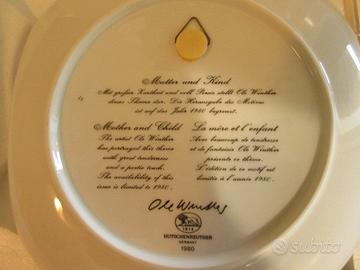 Mutter und Kind
Mit großer Zartheit und voll Poesie stellt Ole Winther
dieses Thema dar. Die Herausgabe des Motives
ist auf das Jahr 1980 begrenzt.
Mother and Child
The artist Ole Winther
has portrayed this theme
with great tenderness
and a poetic touch.
The availability of this
issue is limited to 1980.
La mère et l'enfant
Avec beaucoup de tendresse
et de fantaisie Ole Winther
présente ce thème.
L'édition de ce motif est
limitée à l'année 1980.
Ole Winther
1814
HUTSCHENREUTHER
GERMANY
1980
subito